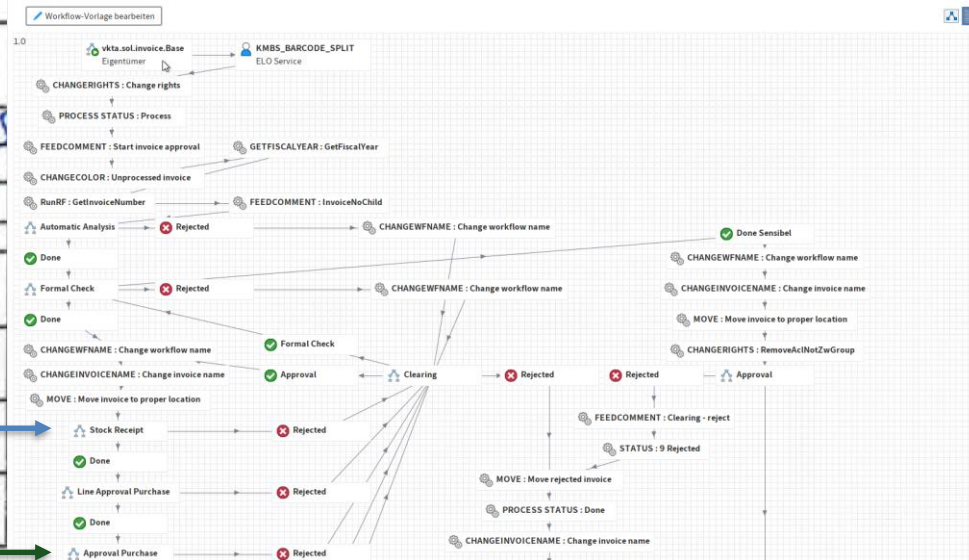 Workflow-Vorlage bearbeiten
1.0
vkta.sol.invoice.Base
Eigentümer
KMBS_BARCODE_SPLIT
ELO Service
CHANGERIGHTS : Change rights
PROCESS STATUS : Process
FEEDCOMMENT : Start invoice approval
GETFISCALYEAR : GetFiscalYear
CHANGECOLOR : Unprocessed invoice
RunRF : GetInvoiceNumber
FEEDCOMMENT : InvoiceNoChild
Automatic Analysis
Rejected
CHANGEWFNAME : Change workflow name
Done Sensibel
Done
CHANGEWFNAME : Change workflow name
Formal Check
Rejected
CHANGEWFNAME : Change workflow name
CHANGEINVOICENAME : Change invoice name
Done
MOVE : Move invoice to proper location
Formal Check
CHANGEWFNAME : Change workflow name
CHANGERIGHTS : RemoveAclNotZwGroup
CHANGEINVOICENAME : Change invoice name
Approval
Clearing
Rejected
Rejected
Approval
MOVE : Move invoice to proper location
FEEDCOMMENT : Clearing - reject
Stock Receipt
Rejected
STATUS : 9 Rejected
Done
MOVE : Move rejected invoice
Line Approval Purchase
Rejected
PROCESS STATUS : Done
Done
CHANGEINVOICENAME : Change invoice name
Approval Purchase
Rejected